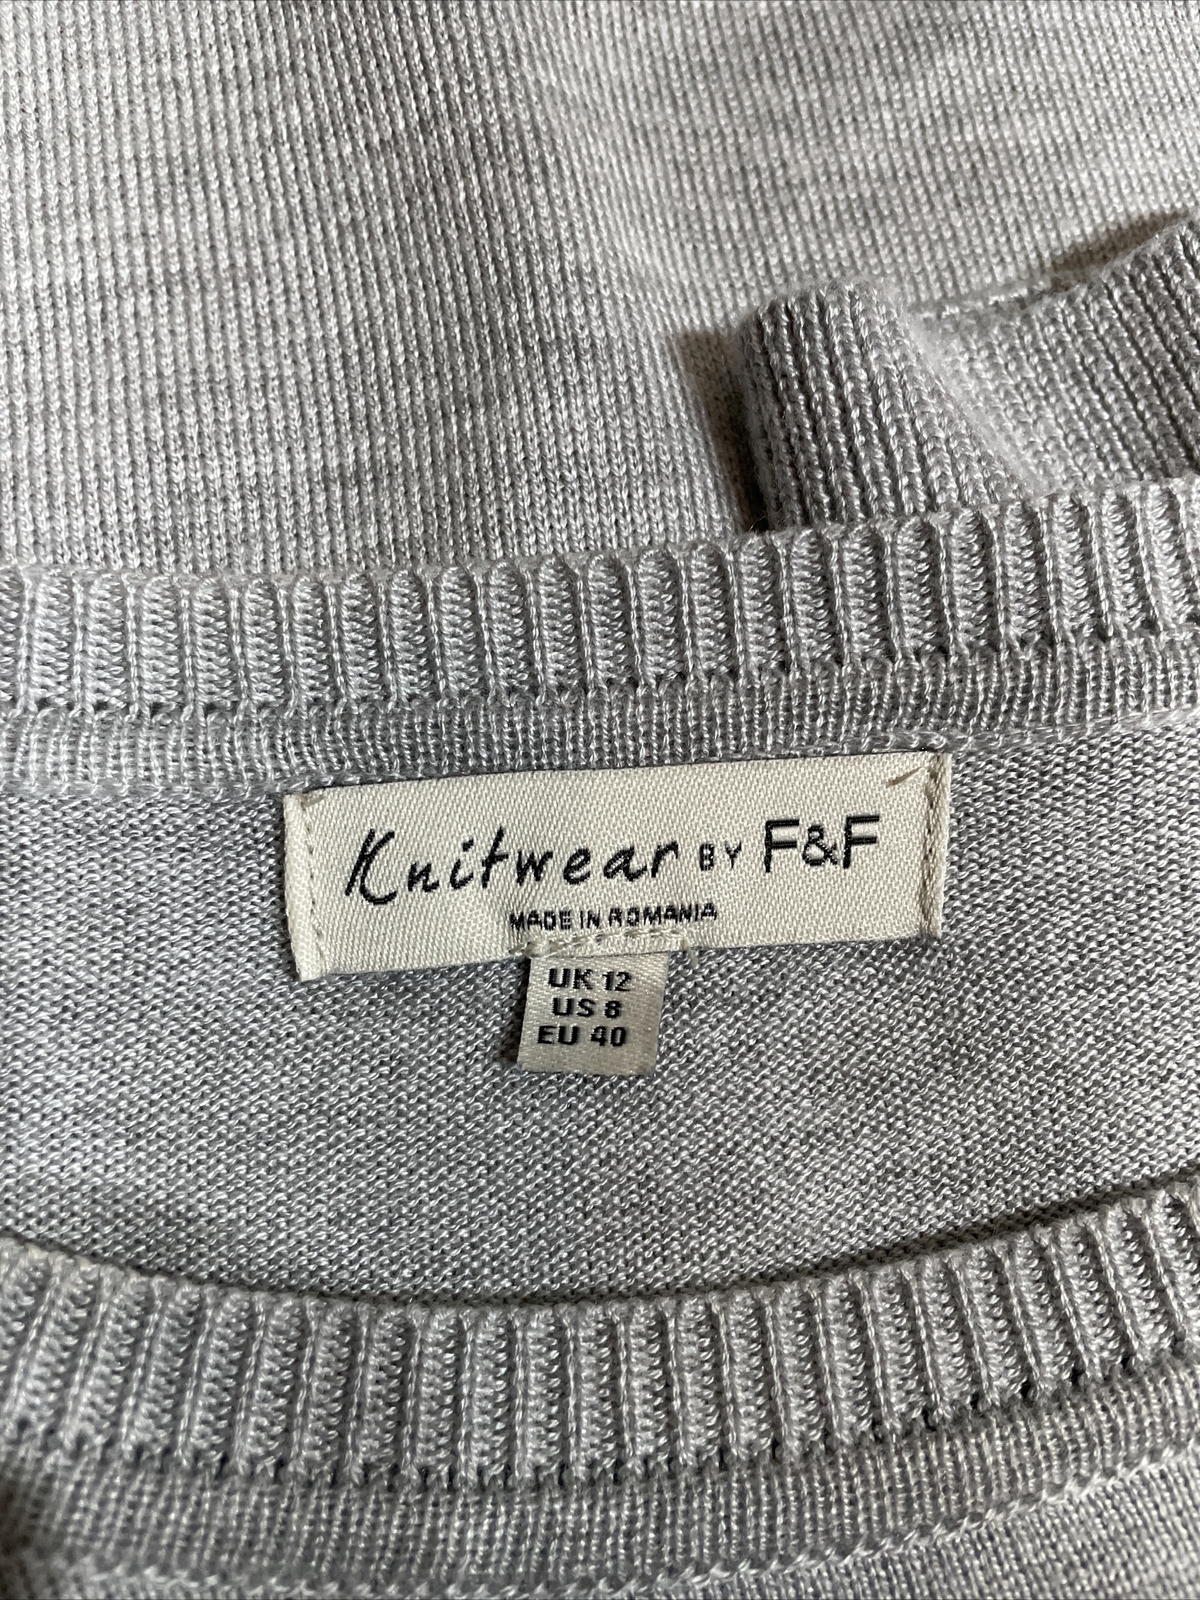 Knitwear BY F&F
MADE IN ROMANIA
UK 12
US 8
EU 40